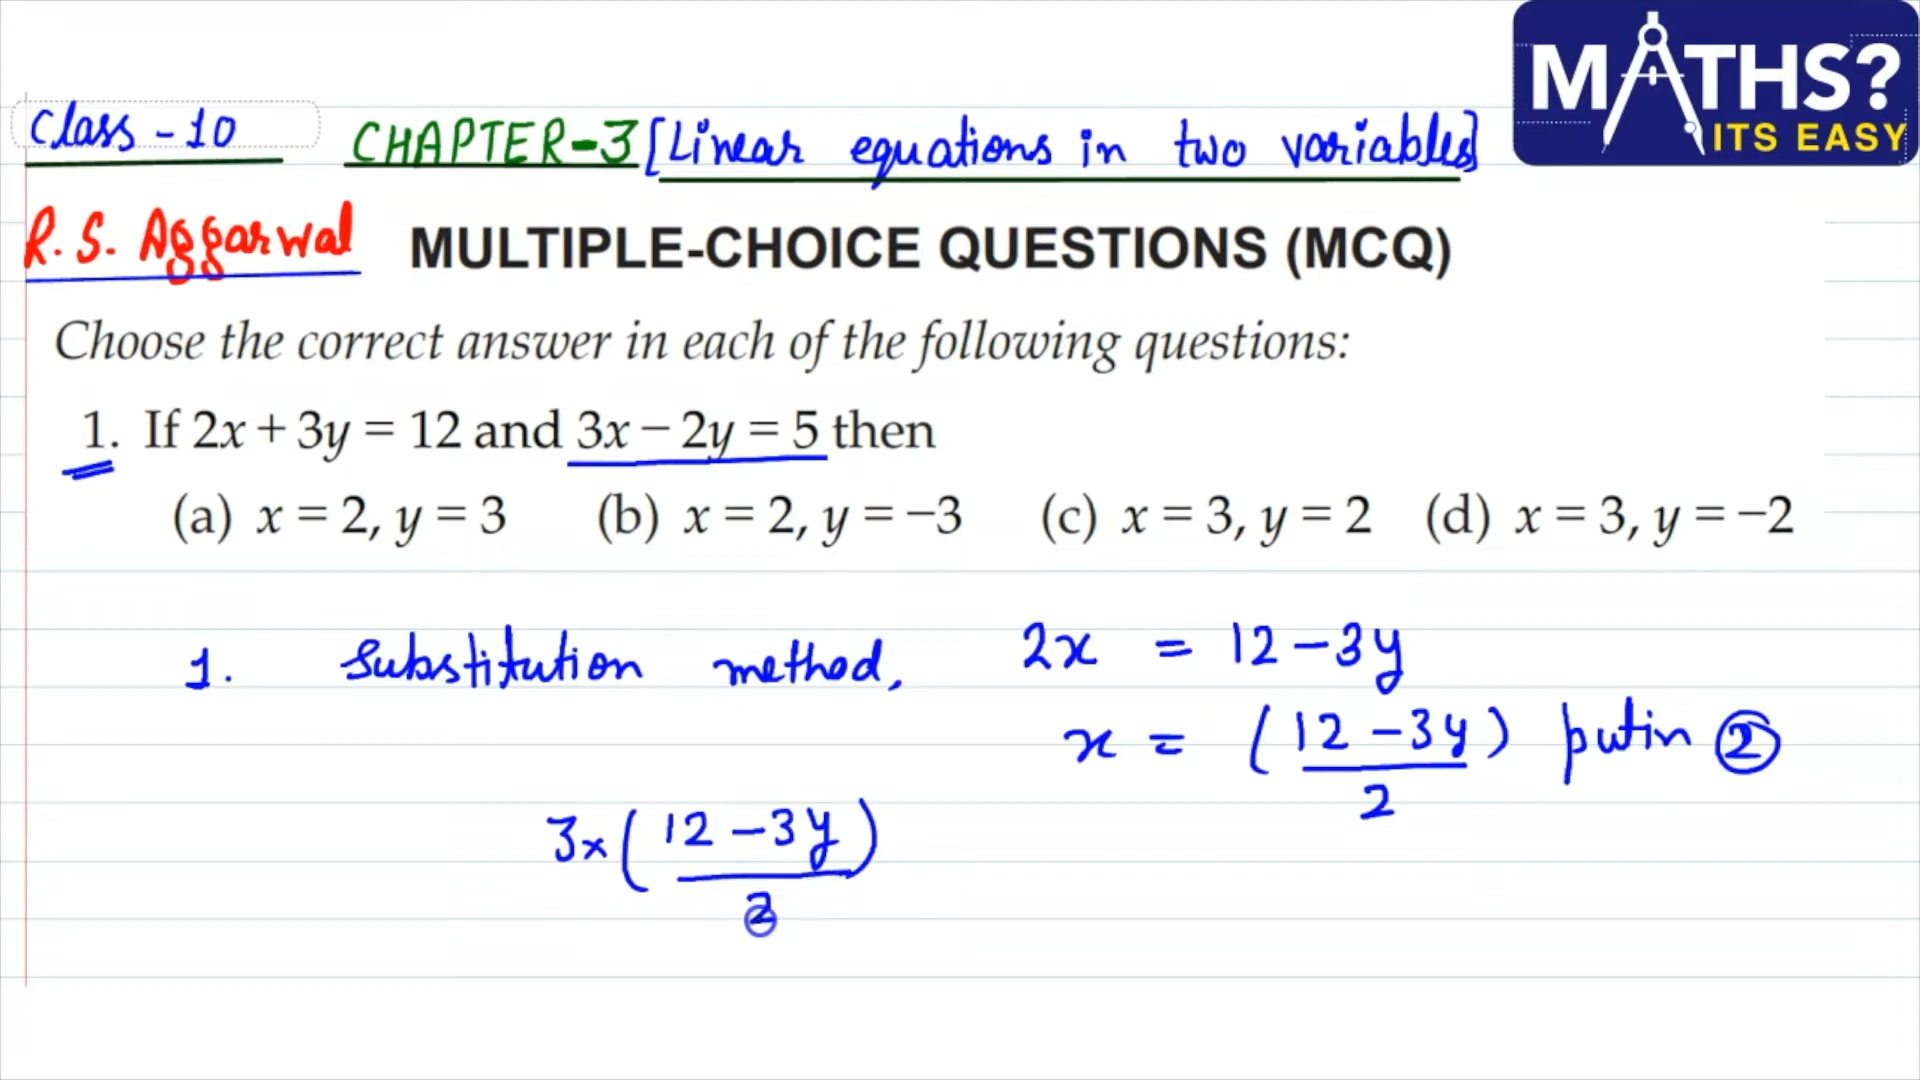 MATHS?
ITS EASY
Class - 10 CHAPTER-3 [Linear equations in two variables]
R. S. Aggarwal MULTIPLE-CHOICE QUESTIONS (MCQ)
Choose the correct answer in each of the following questions:
1. If 2x + 3y = 12 and 3x − 2y = 5 then
(a) x = 2, y = 3 (b) x = 2, y = −3 (c) x = 3, y = 2 (d) x = 3, y = −2
1. Substitution method, 2x = 12 - 3y
x = (12 - 3y)/2 put in ②
3×(12 - 3y)/2